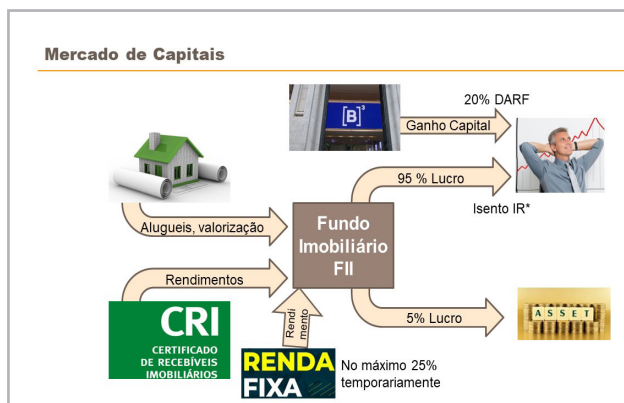 Mercado de Capitais
20% DARF
[B]³
Ganho Capital
95 % Lucro
Isento IR*
Alugueis, valorização
Fundo
Imobiliário
FII
Rendimentos
CRI
CERTIFICADO
DE RECEBÍVEIS
IMOBILIÁRIOS
Rendi
mento
5% Lucro
ASSET
RENDA
FIXA
No máximo 25%
temporariamente